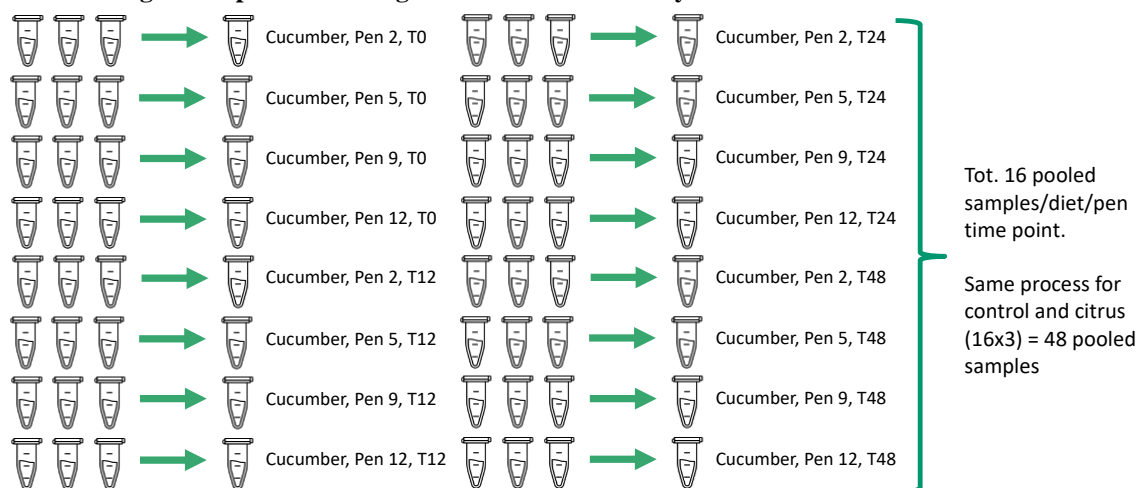 Cucumber, Pen 2, T0
Cucumber, Pen 5, T0
Cucumber, Pen 9, T0
Cucumber, Pen 12, T0
Cucumber, Pen 2, T12
Cucumber, Pen 5, T12
Cucumber, Pen 9, T12
Cucumber, Pen 12, T12
Cucumber, Pen 2, T24
Cucumber, Pen 5, T24
Cucumber, Pen 9, T24
Cucumber, Pen 12, T24
Cucumber, Pen 2, T48
Cucumber, Pen 5, T48
Cucumber, Pen 9, T48
Cucumber, Pen 12, T48
Tot. 16 pooled
samples/diet/pen
time point.
Same process for
control and citrus
(16x3) = 48 pooled
samples